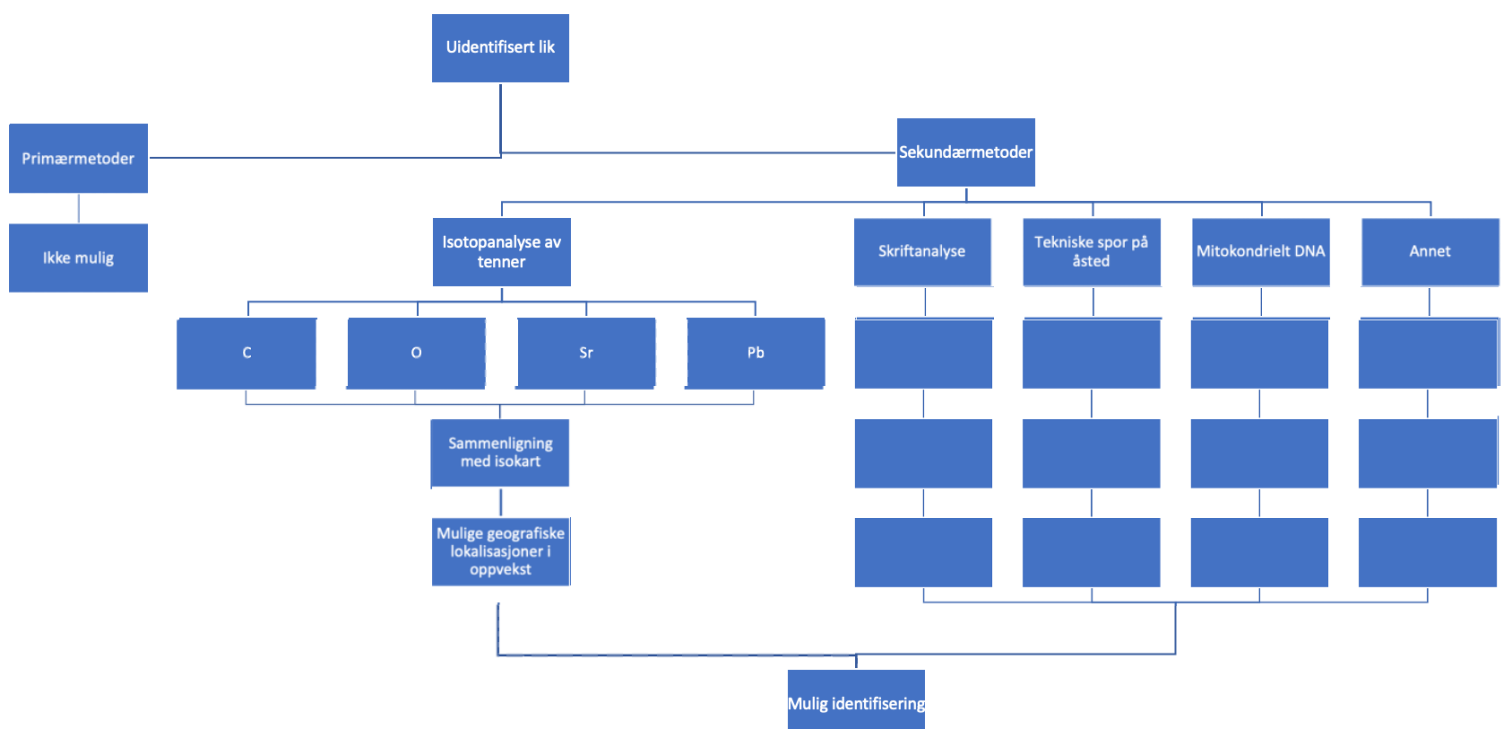 Uidentifisert lik
Primærmetoder
Sekundærmetoder
Ikke mulig
Isotopanalyse av
tenner
Skriftanalyse
Tekniske spor på
åsted
Mitokondrielt DNA
Annet
C
O
Sr
Pb
Sammenligning
med isokart
Mulige geografiske
lokalisasjoner i
oppvekst
Mulig identifisering